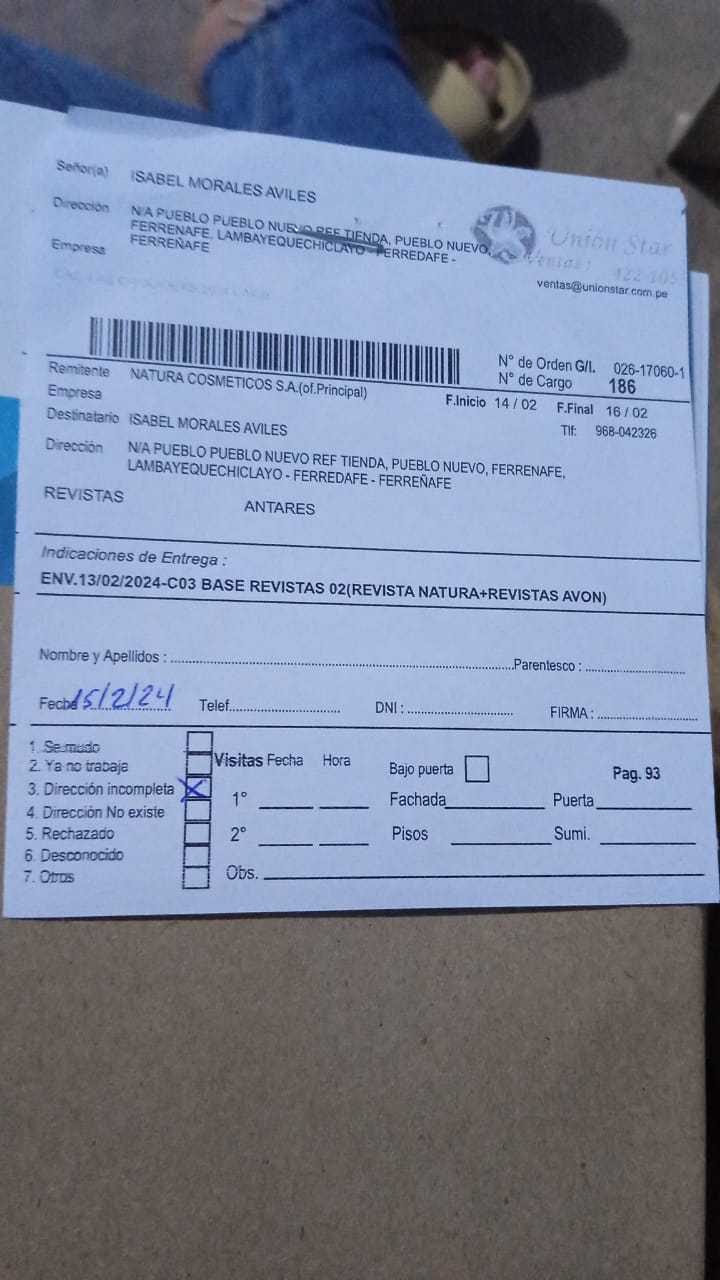 Señor(a) ISABEL MORALES AVILES
Dirección N/A PUEBLO PUEBLO NUEVO REF TIENDA, PUEBLO NUEVO,
FERRENAFE, LAMBAYEQUECHICLAYO - FERREDAFE -
FERREÑAFE
Empresa
Unión Star
Ventas:
ventas@unionstar.com.pe
N° de Orden G/I. 026-17060-1
N° de Cargo 186
Remitente NATURA COSMETICOS S.A.(of.Principal)
Empresa
F.Inicio 14 / 02 F.Final 16 / 02
Destinatario ISABEL MORALES AVILES
Tlf: 968-042326
Dirección N/A PUEBLO PUEBLO NUEVO REF TIENDA, PUEBLO NUEVO, FERRENAFE,
LAMBAYEQUECHICLAYO - FERREDAFE - FERREÑAFE
REVISTAS ANTARES
Indicaciones de Entrega :
ENV.13/02/2024-C03 BASE REVISTAS 02(REVISTA NATURA+REVISTAS AVON)
Nombre y Apellidos : Parentesco :
Fecha 15/2/24 Telef. DNI : FIRMA :
1. Se mudo
2. Ya no trabaja
3. Dirección incompleta X
4. Dirección No existe
5. Rechazado
6. Desconocido
7. Otros
Visitas Fecha Hora
1°
2°
Obs.
Bajo puerta Pag. 93
Fachada Puerta
Pisos Sumi.